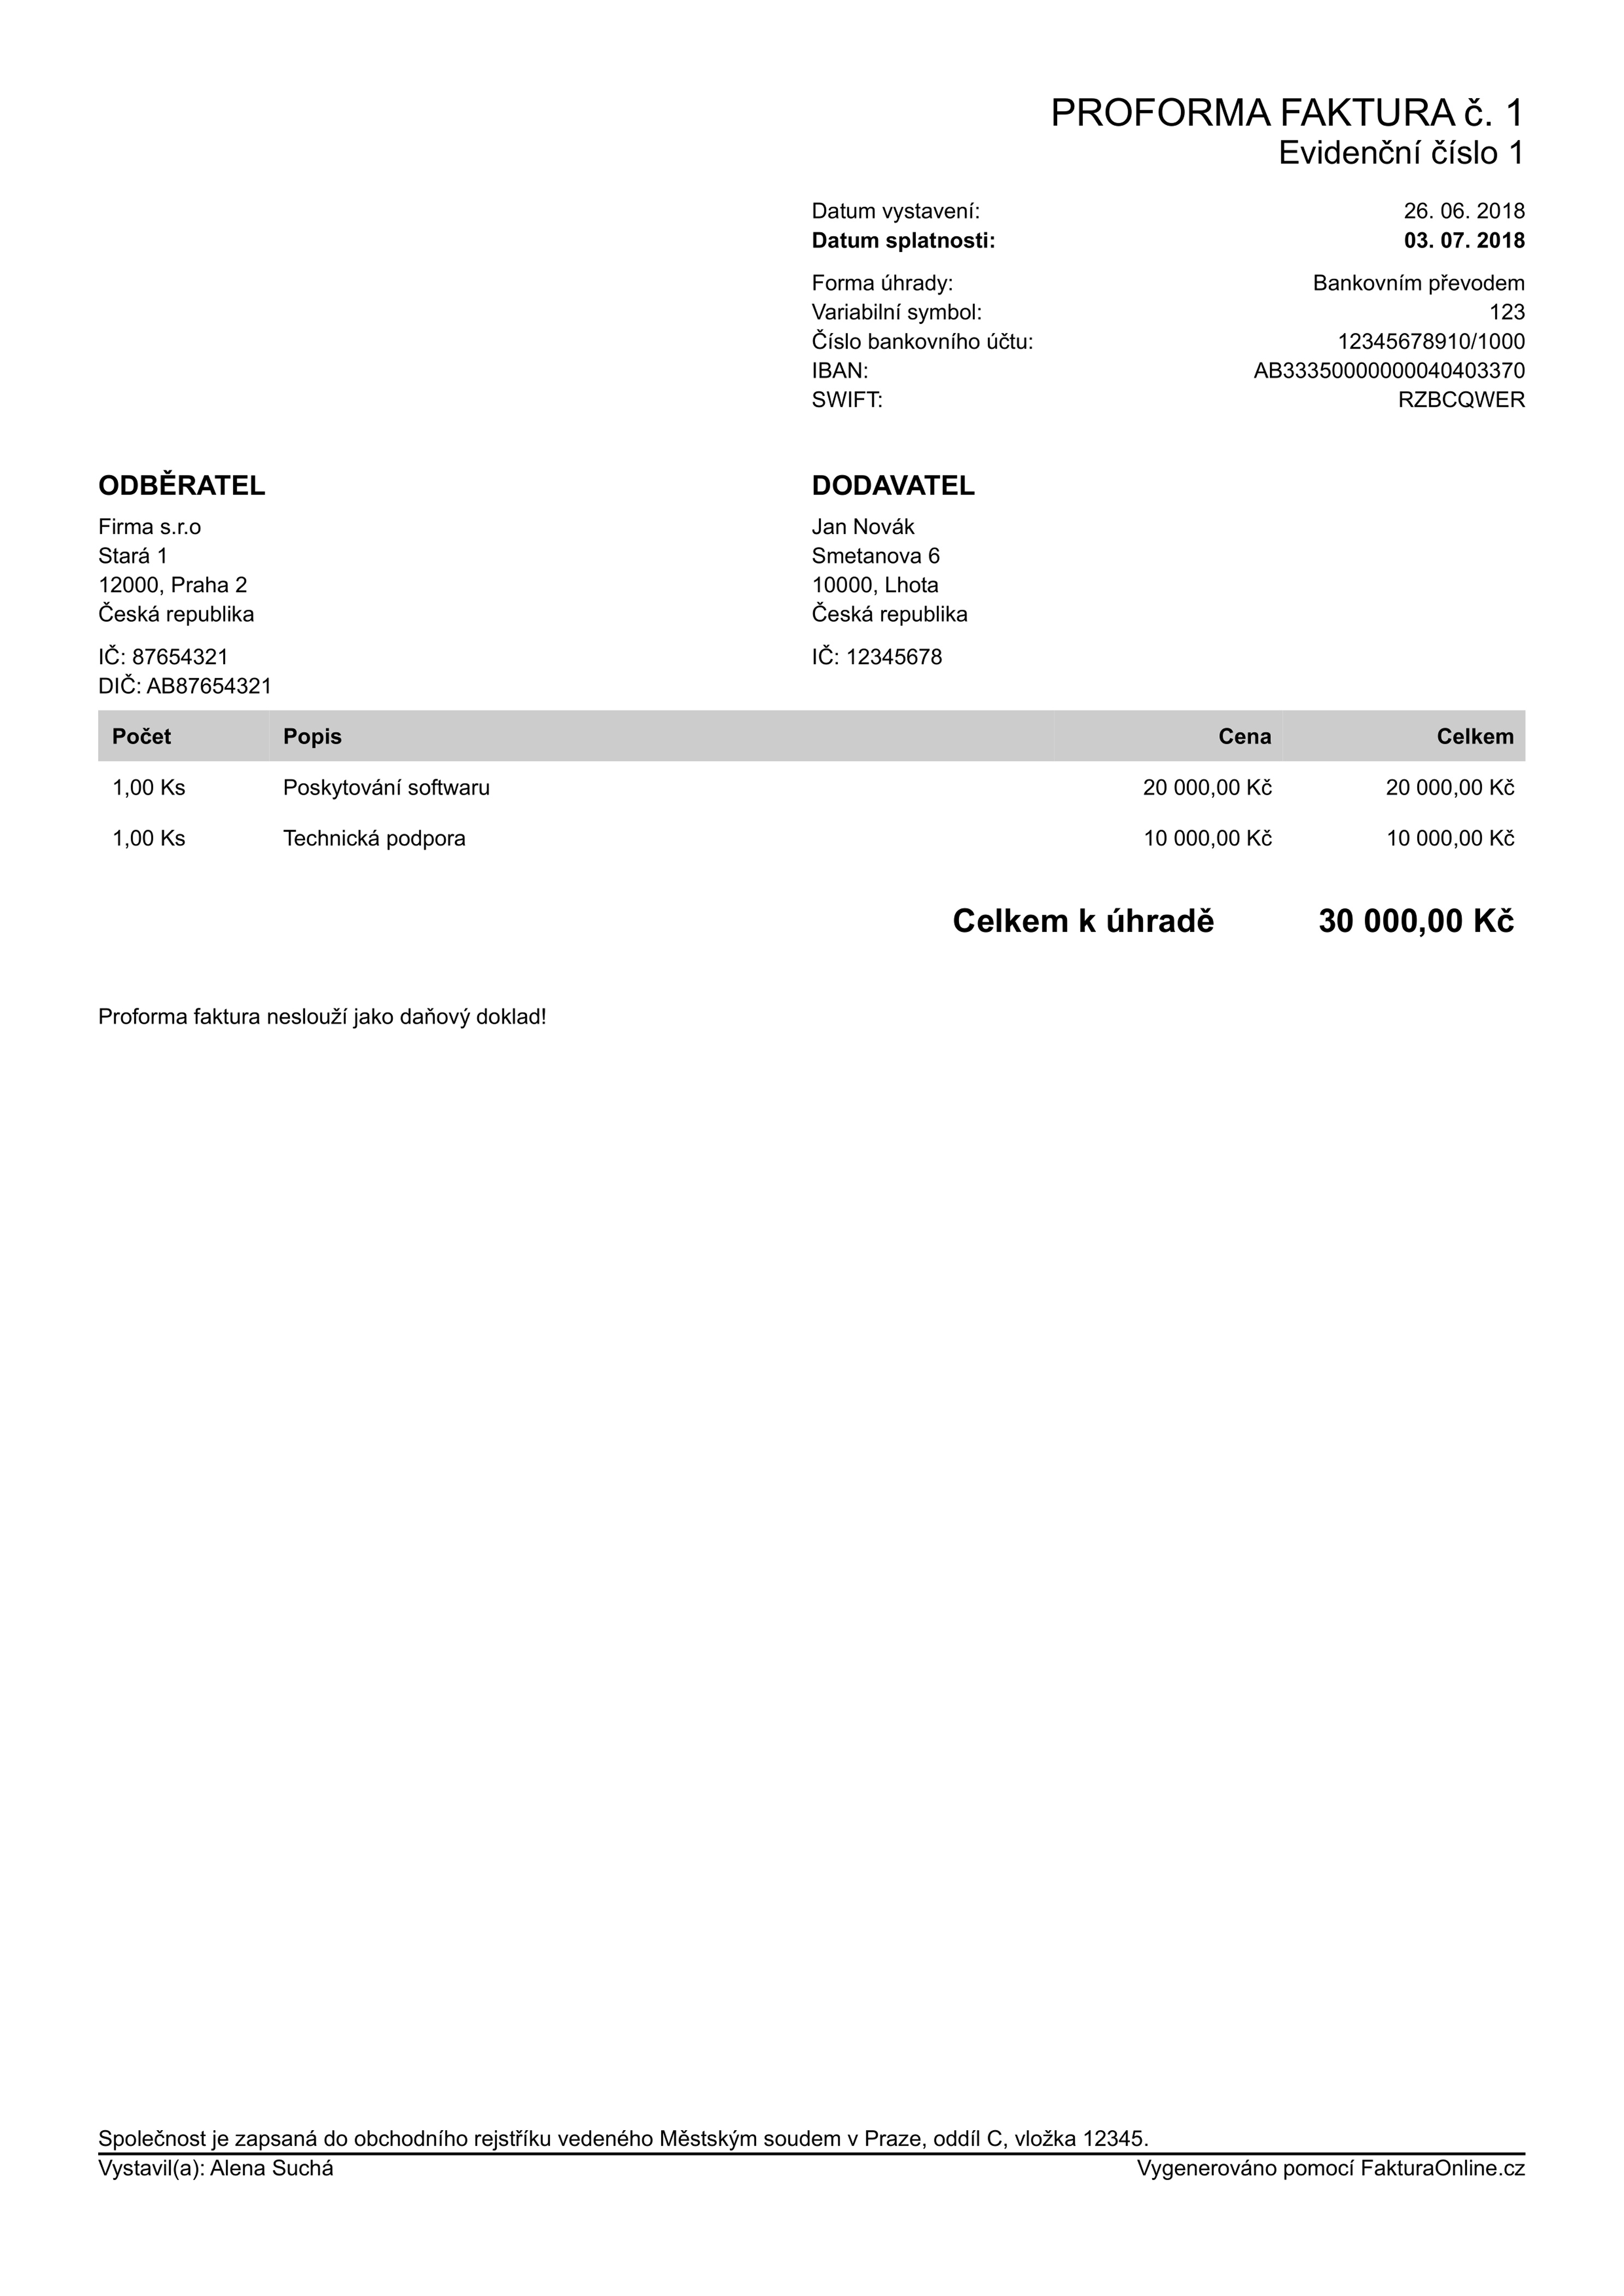 PROFORMA FAKTURA č. 1
Evidenční číslo 1
Datum vystavení: 26. 06. 2018
Datum splatnosti: 03. 07. 2018
Forma úhrady: Bankovním převodem
Variabilní symbol: 123
Číslo bankovního účtu: 12345678910/1000
IBAN: AB33350000000040403370
SWIFT: RZBCQWER
ODBĚRATEL
Firma s.r.o
Stará 1
12000, Praha 2
Česká republika
IČ: 87654321
DIČ: AB87654321
DODAVATEL
Jan Novák
Smetanova 6
10000, Lhota
Česká republika
IČ: 12345678
Počet Popis Cena Celkem
1,00 Ks Poskytování softwaru 20 000,00 Kč 20 000,00 Kč
1,00 Ks Technická podpora 10 000,00 Kč 10 000,00 Kč
Celkem k úhradě 30 000,00 Kč
Proforma faktura neslouží jako daňový doklad!
Společnost je zapsaná do obchodního rejstříku vedeného Městským soudem v Praze, oddíl C, vložka 12345.
Vystavil(a): Alena Suchá Vygenerováno pomocí FakturaOnline.cz